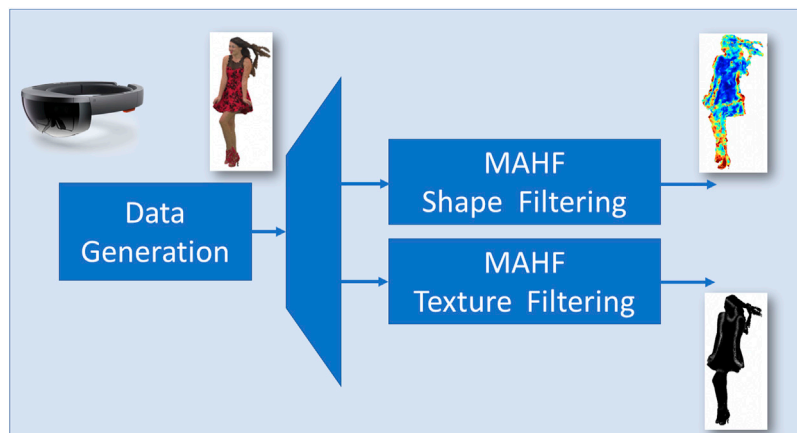 Data
Generation
MAHF
Shape Filtering
MAHF
Texture Filtering